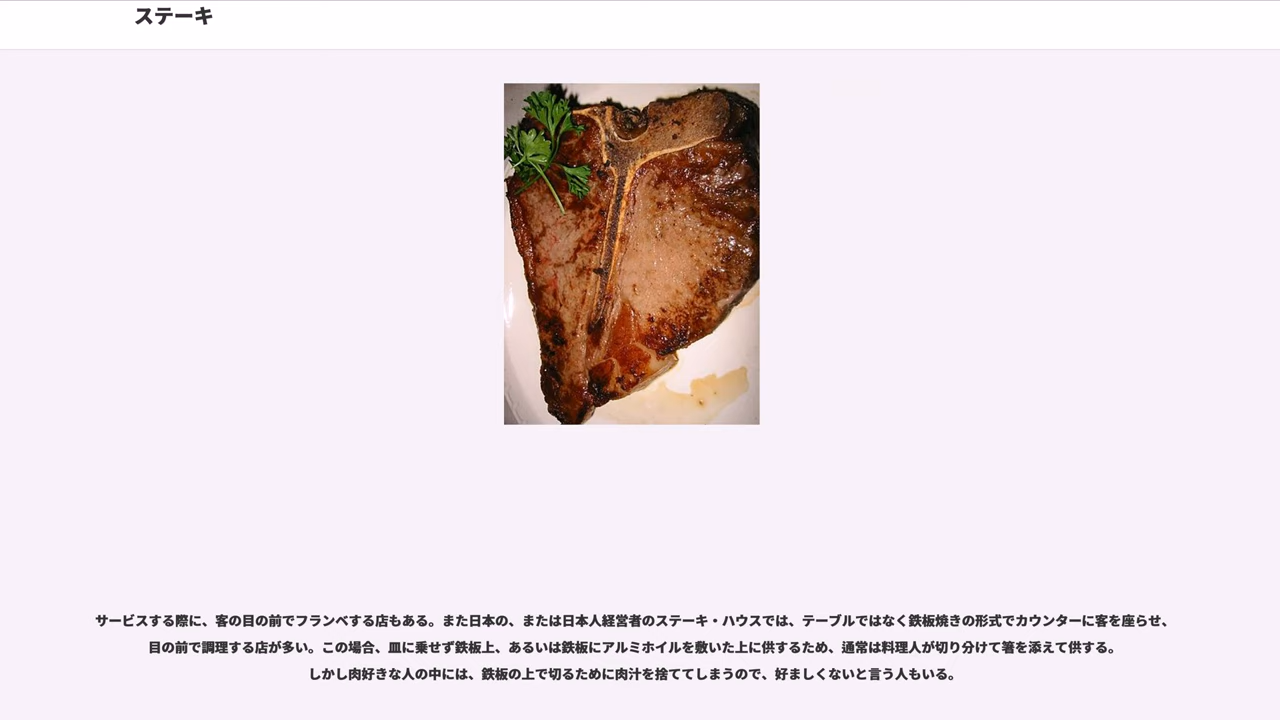 ステーキ
サービスする際に、客の目の前でフランベする店もある。また日本の、または日本人経営者のステーキ・ハウスでは、テーブルではなく鉄板焼きの形式でカウンターに客を座らせ、
目の前で調理する店が多い。この場合、皿に乗せず鉄板上、あるいは鉄板にアルミホイルを敷いた上に供するため、通常は料理人が切り分けて箸を添えて供する。
しかし肉好きな人の中には、鉄板の上で切るために肉汁を捨ててしまうので、好ましくないと言う人もいる。